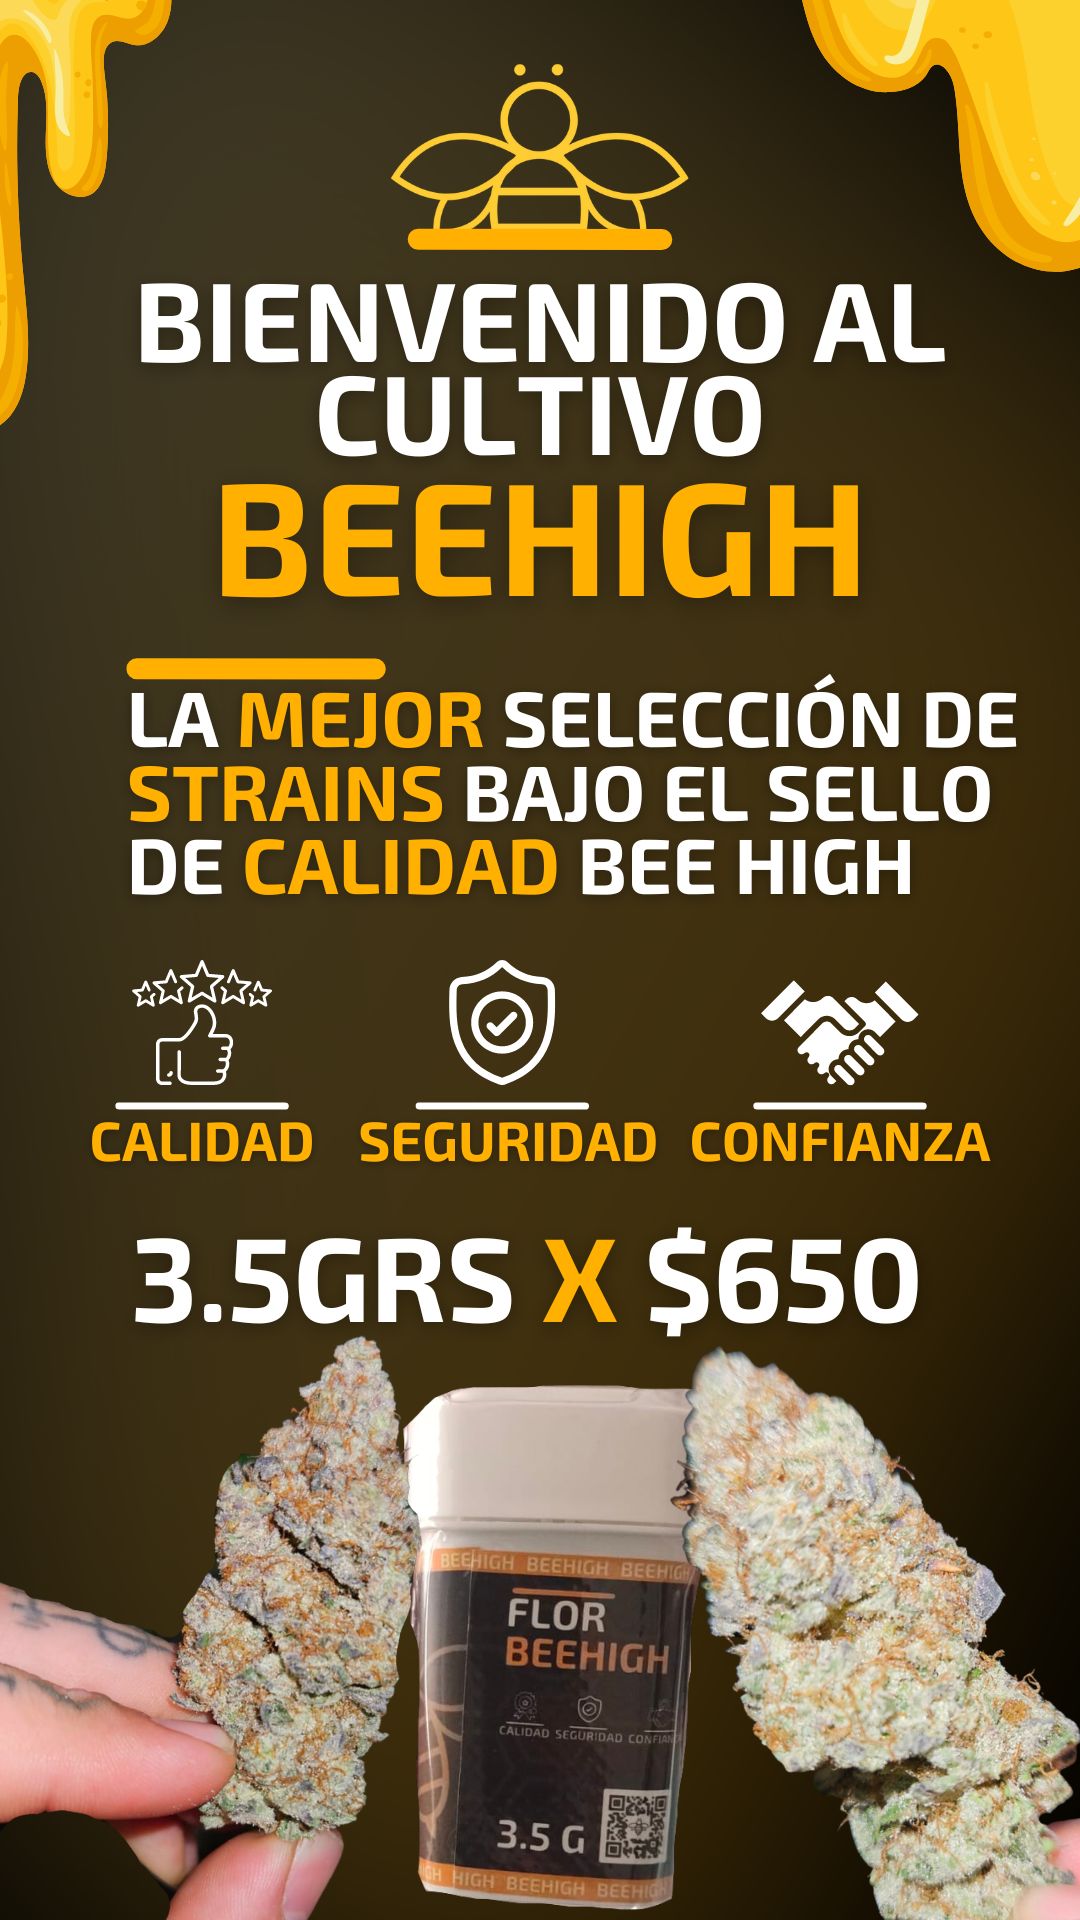 BIENVENIDO AL
CULTIVO
BEEHIGH
LA MEJOR SELECCIÓN DE
STRAINS BAJO EL SELLO
DE CALIDAD BEE HIGH
CALIDAD SEGURIDAD CONFIANZA
3.5GRS X $650
BEEHIGH BEEHIGH BEEHIGH
FLOR
BEEHIGH
CALIDAD SEGURIDAD
3.5 G
HIGH BEEHIGH BEEHIGH